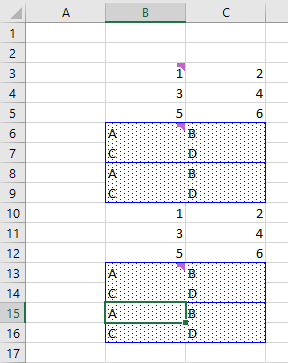 A B C
1
2
3 1 2
4 3 4
5 5 6
6 A B
7 C D
8 A B
9 C D
10 1 2
11 3 4
12 5 6
13 A B
14 C D
15 A B
16 C D
17